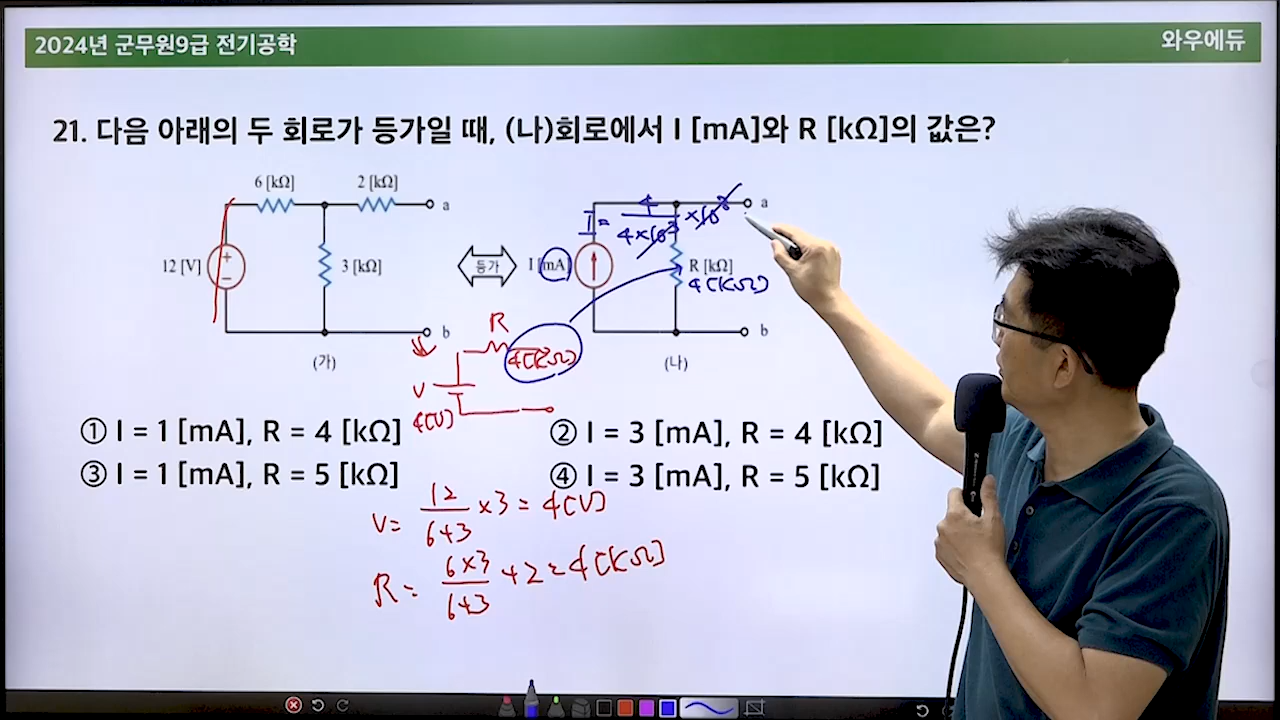 2024년 군무원9급 전기공학
와우에듀
21. 다음 아래의 두 회로가 등가일 때, (나)회로에서 I [mA]와 R [kΩ]의 값은?
6 [kΩ]
2 [kΩ]
a
12 [V]
+
−
3 [kΩ]
b
(가)
등가
I = 4 / 4×10³ ×10³
a
I [mA]
R [kΩ]
4[kΩ]
b
(나)
R
4[kΩ]
V
4[V]
① I = 1 [mA], R = 4 [kΩ]
② I = 3 [mA], R = 4 [kΩ]
③ I = 1 [mA], R = 5 [kΩ]
④ I = 3 [mA], R = 5 [kΩ]
V= 12 / 6+3 ×3 = 4[V]
R= 6×3 / 6+3 +2 = 4[kΩ]